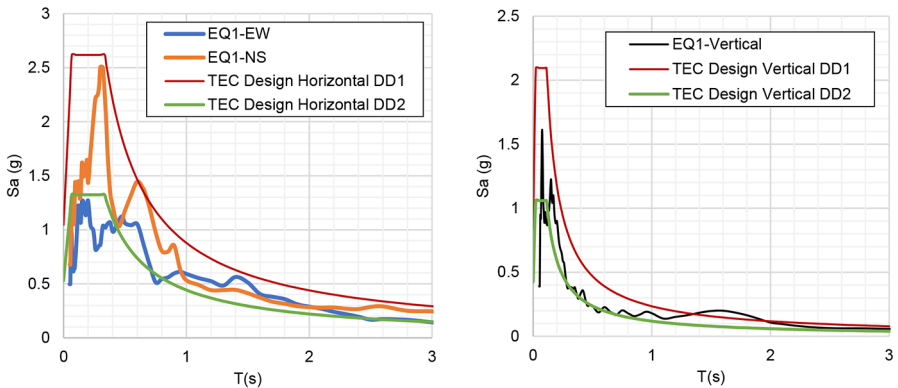 3
2.5
2
1.5
1
0.5
0
Sa (g)
EQ1-EW
EQ1-NS
TEC Design Horizontal DD1
TEC Design Horizontal DD2
0 1 2 3
T(s)
2.5
2
1.5
1
0.5
0
Sa (g)
EQ1-Vertical
TEC Design Vertical DD1
TEC Design Vertical DD2
0 1 2 3
T(s)